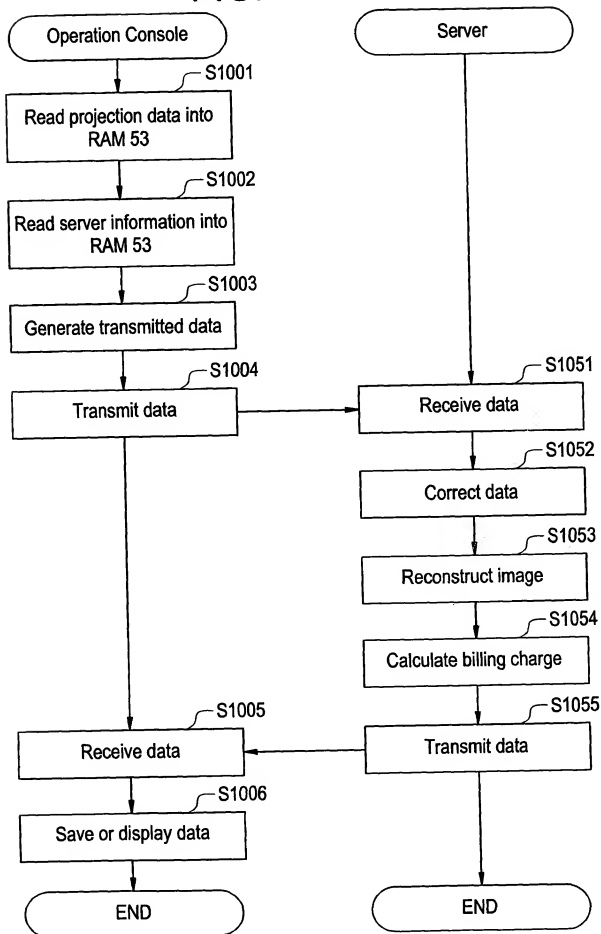 Operation Console
Server
S1001
Read projection data into
RAM 53
S1002
Read server information into
RAM 53
S1003
Generate transmitted data
S1004
Transmit data
S1051
Receive data
S1052
Correct data
S1053
Reconstruct image
S1054
Calculate billing charge
S1055
Transmit data
S1005
Receive data
S1006
Save or display data
END
END